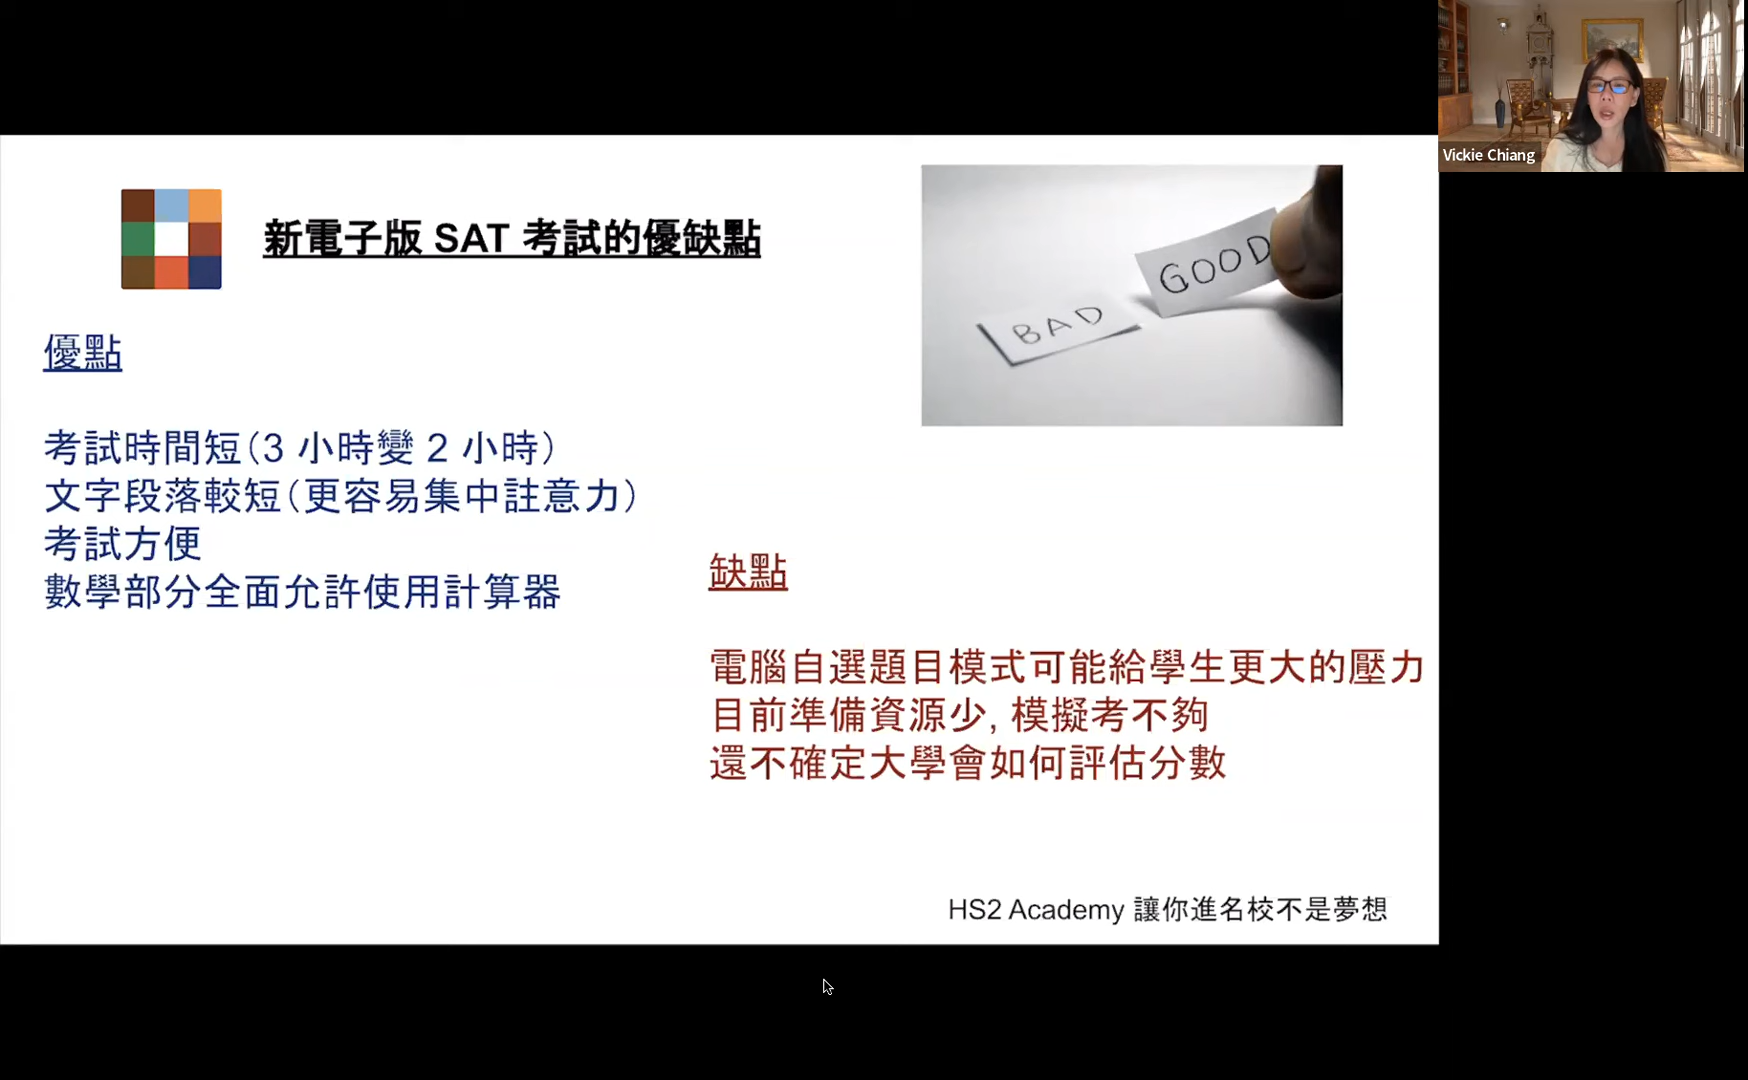 Vickie Chiang
新電子版 SAT 考試的優缺點
GOOD
BAD
優點
考試時間短(3 小時變 2 小時)
文字段落較短(更容易集中註意力)
考試方便
數學部分全面允許使用計算器
缺點
電腦自選題目模式可能給學生更大的壓力
目前準備資源少, 模擬考不夠
還不確定大學會如何評估分數
HS2 Academy 讓你進名校不是夢想